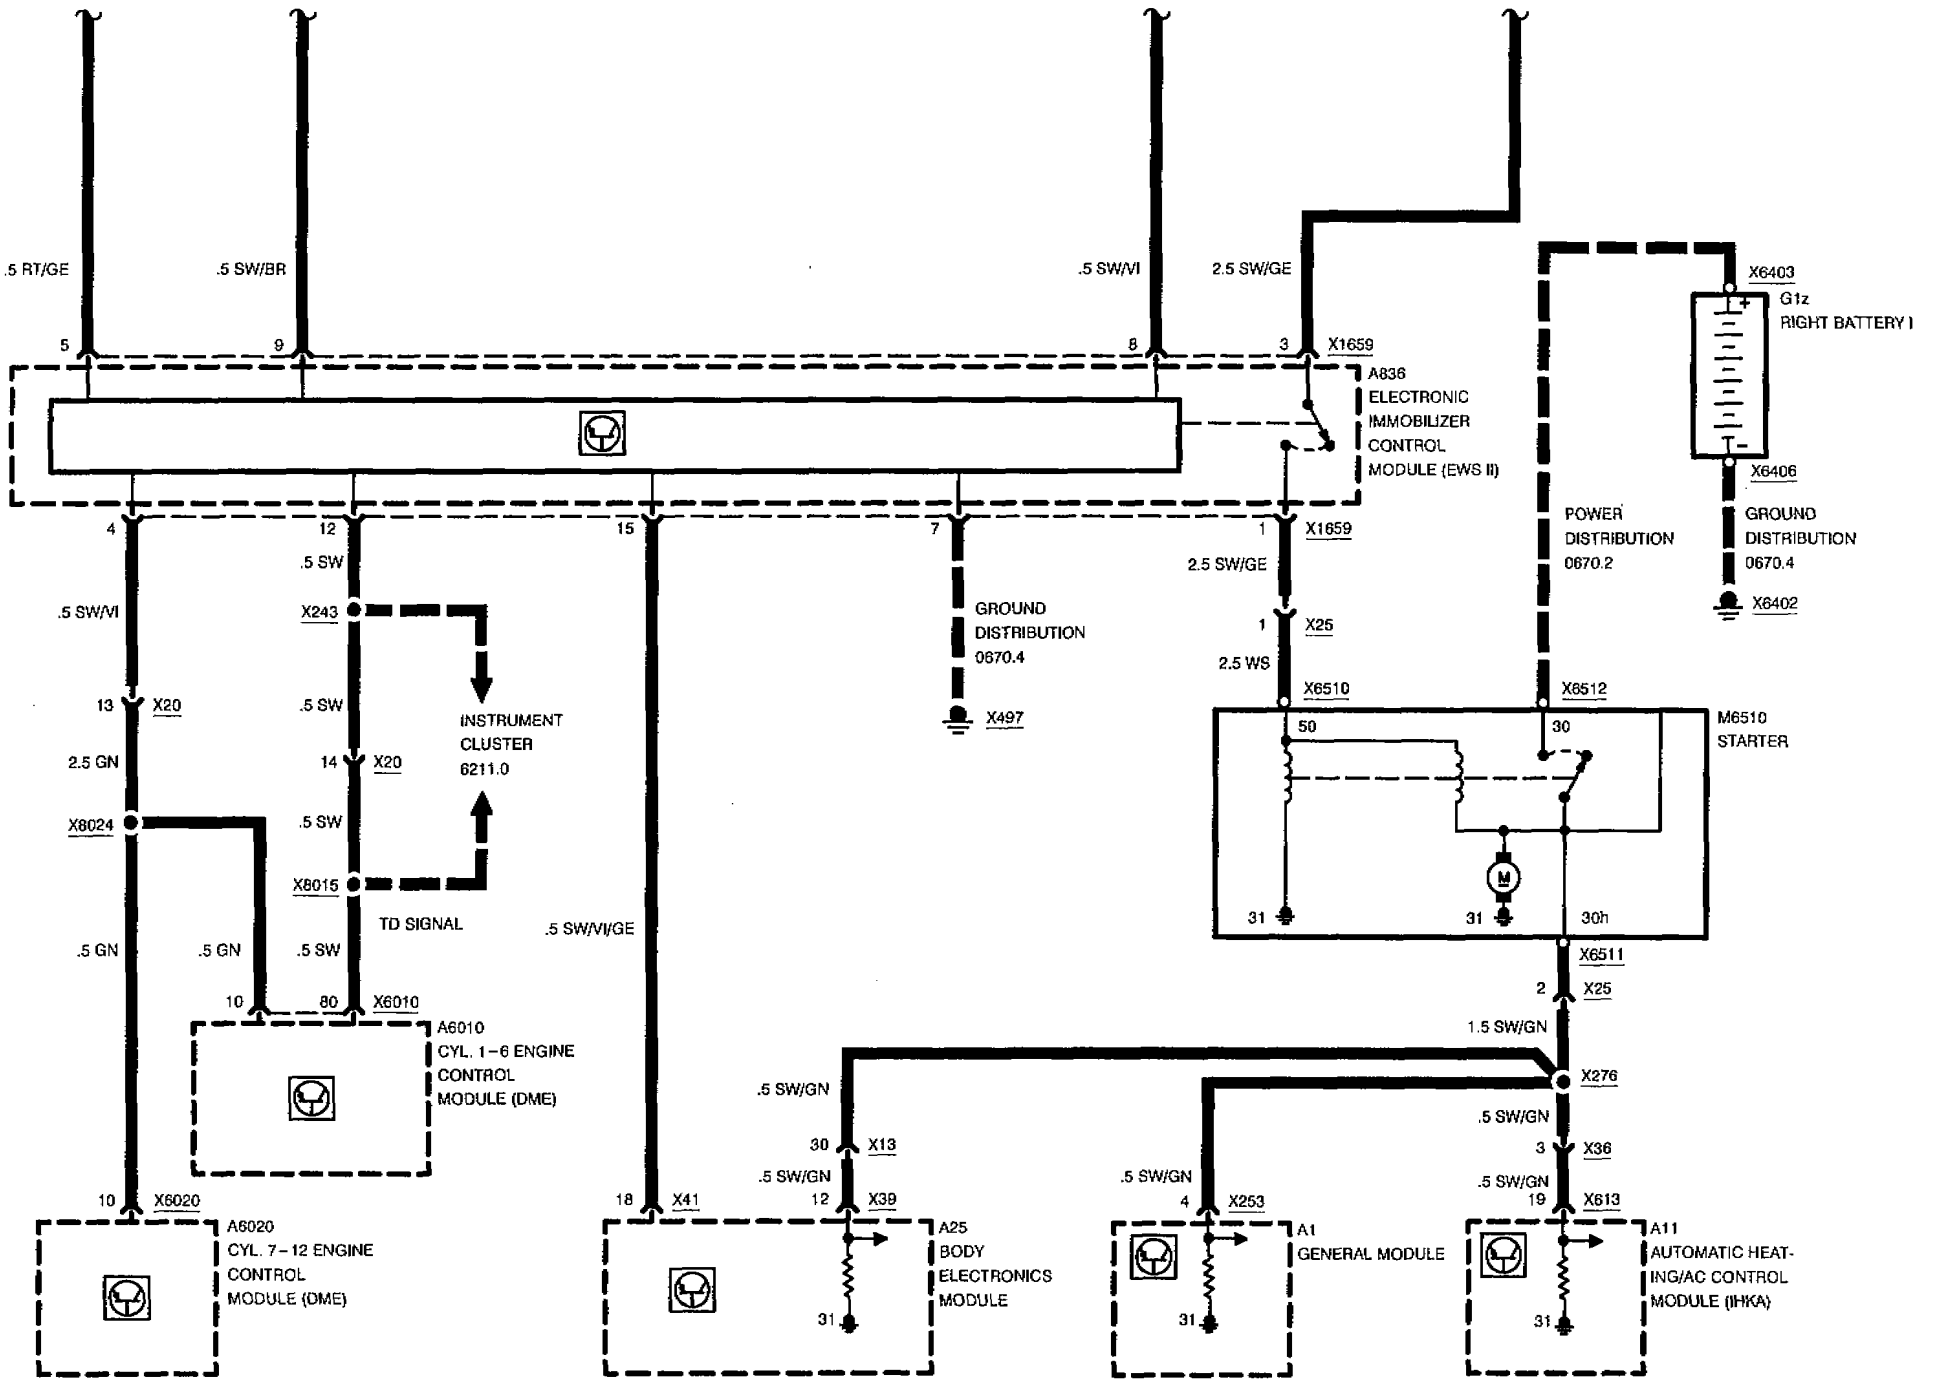 .5 RT/GE
.5 SW/BR
.5 SW/VI
2.5 SW/GE
X6403
G1z
RIGHT BATTERY I
+
-
5
9
8
3
X1659
A836
ELECTRONIC
IMMOBILIZER
CONTROL
MODULE (EWS II)
X6406
GROUND
DISTRIBUTION
0670.4
X6402
POWER
DISTRIBUTION
0670.2
4
12
15
7
1
X1659
.5 SW
2.5 SW/GE
.5 SW/VI
X243
GROUND
DISTRIBUTION
0670.4
1
X25
2.5 WS
X6510
X6512
13
X20
.5 SW
INSTRUMENT
CLUSTER
6211.0
X497
50
30
M6510
STARTER
2.5 GN
14
X20
X8024
.5 SW
X8015
TD SIGNAL
M
31
31
30h
.5 SW/VI/GE
.5 GN
.5 GN
.5 SW
X6511
2
X25
1.5 SW/GN
10
80
X6010
A6010
CYL. 1-6 ENGINE
CONTROL
MODULE (DME)
X276
.5 SW/GN
.5 SW/GN
30
X13
3
X36
.5 SW/GN
.5 SW/GN
.5 SW/GN
10
X6020
18
X41
12
X39
4
X253
19
X613
A6020
CYL. 7-12 ENGINE
CONTROL
MODULE (DME)
A25
BODY
ELECTRONICS
MODULE
31
A1
GENERAL MODULE
31
A11
AUTOMATIC HEAT-
ING/AC CONTROL
MODULE (IHKA)
31